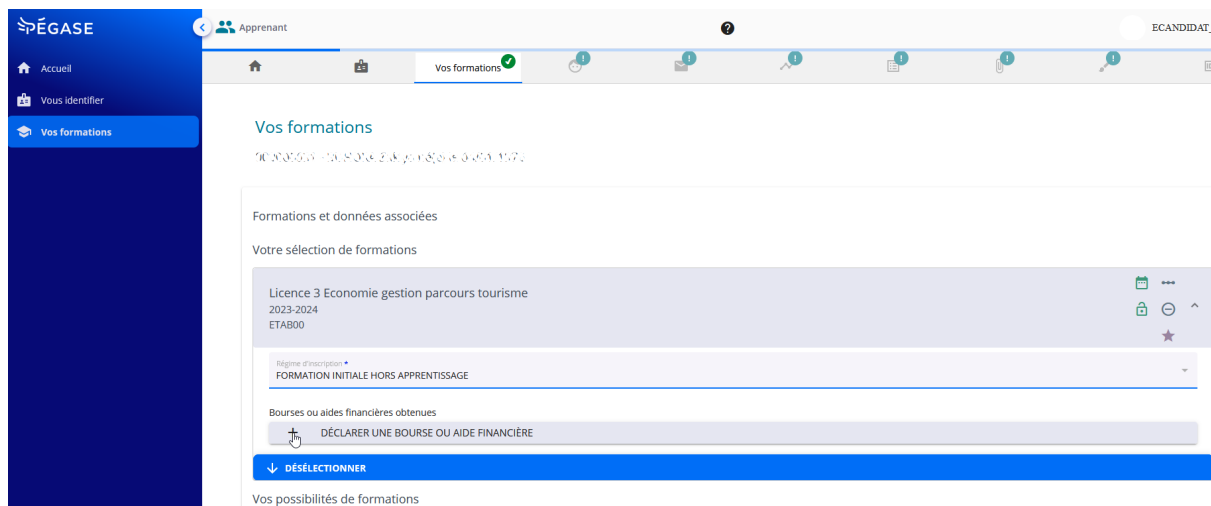 PÉGASE
Apprenant
ECANDIDAT_
Accueil
Vos formations
Vous identifier
Vos formations
Vos formations
Formations et données associées
Votre sélection de formations
Licence 3 Economie gestion parcours tourisme
2023-2024
ETAB00
Régime d'inscription *
FORMATION INITIALE HORS APPRENTISSAGE
Bourses ou aides financières obtenues
DÉCLARER UNE BOURSE OU AIDE FINANCIÈRE
DÉSÉLECTIONNER
Vos possibilités de formations